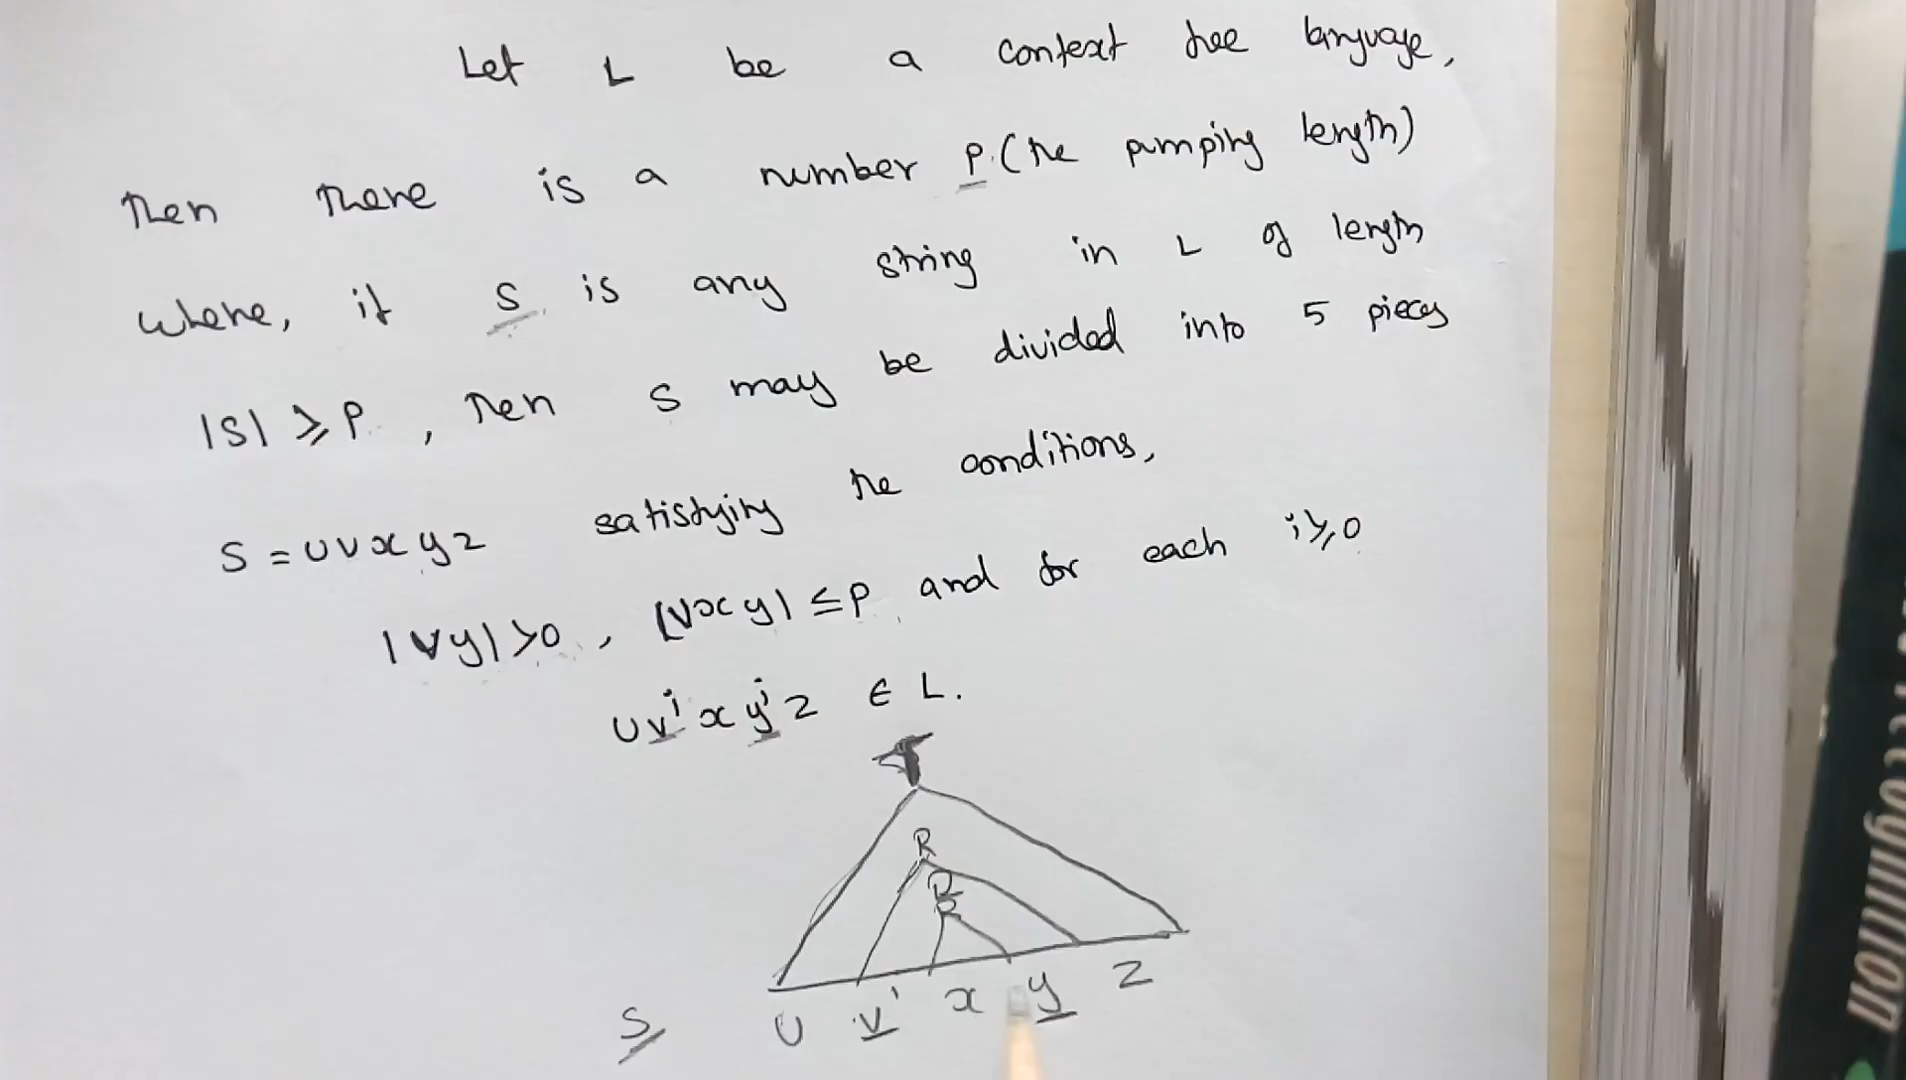 Let L be a context free language,
Then there is a number P (the pumping length)
where, if S is any string in L of length
|S| ≥ P, then S may be divided into 5 pieces
S = uvxyz satisfying the conditions,
|vy| > 0, |vxy| ≤ P and for each i ≥ 0
uvⁱxyⁱz ∈ L.
T
R
R
R
S u v' x y z